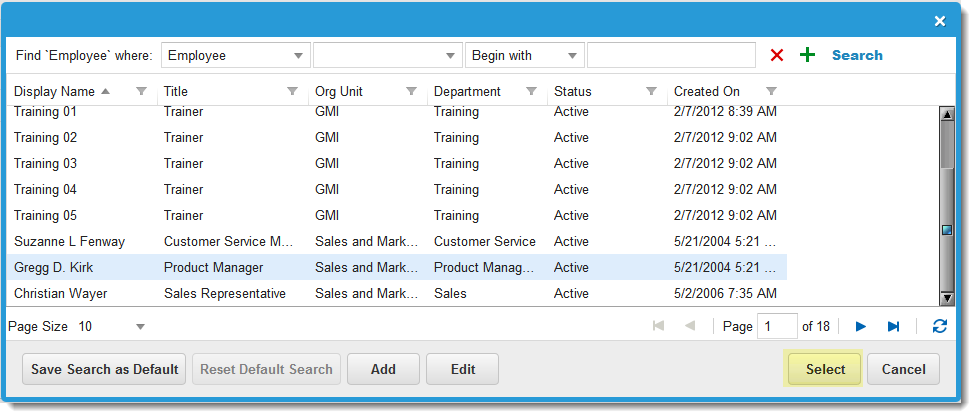 Find `Employee` where: Employee Begin with Search
Display Name Title Org Unit Department Status Created On
Training 01 Trainer GMI Training Active 2/7/2012 8:39 AM
Training 02 Trainer GMI Training Active 2/7/2012 9:02 AM
Training 03 Trainer GMI Training Active 2/7/2012 9:02 AM
Training 04 Trainer GMI Training Active 2/7/2012 9:02 AM
Training 05 Trainer GMI Training Active 2/7/2012 9:02 AM
Suzanne L Fenway Customer Service M... Sales and Mark... Customer Service Active 5/21/2004 5:21 ...
Gregg D. Kirk Product Manager Sales and Mark... Product Manag... Active 5/21/2004 5:21 ...
Christian Wayer Sales Representative Sales and Mark... Sales Active 5/2/2006 7:35 AM
Page Size 10 Page 1 of 18
Save Search as Default Reset Default Search Add Edit Select Cancel